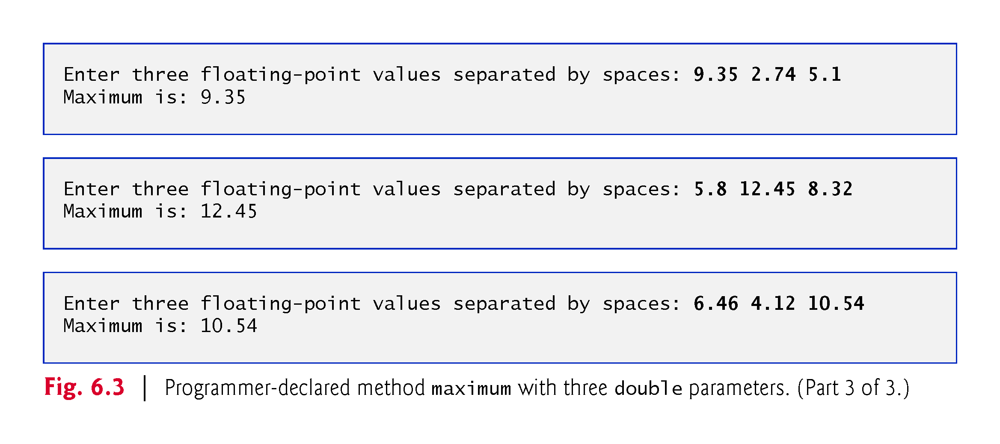 Enter three floating-point values separated by spaces: 9.35 2.74 5.1
Maximum is: 9.35
Enter three floating-point values separated by spaces: 5.8 12.45 8.32
Maximum is: 12.45
Enter three floating-point values separated by spaces: 6.46 4.12 10.54
Maximum is: 10.54
Fig. 6.3 | Programmer-declared method maximum with three double parameters. (Part 3 of 3.)